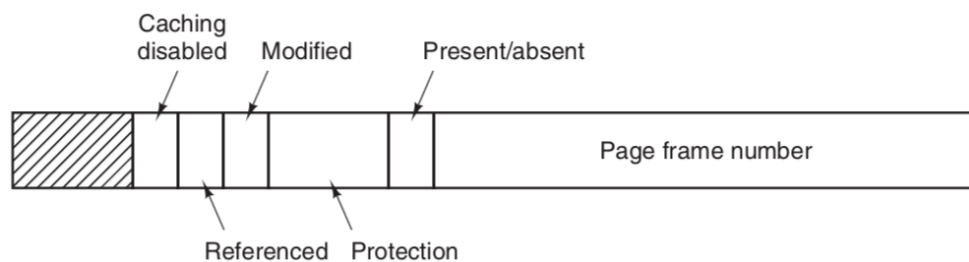 Caching
disabled
Modified
Present/absent
Page frame number
Referenced
Protection